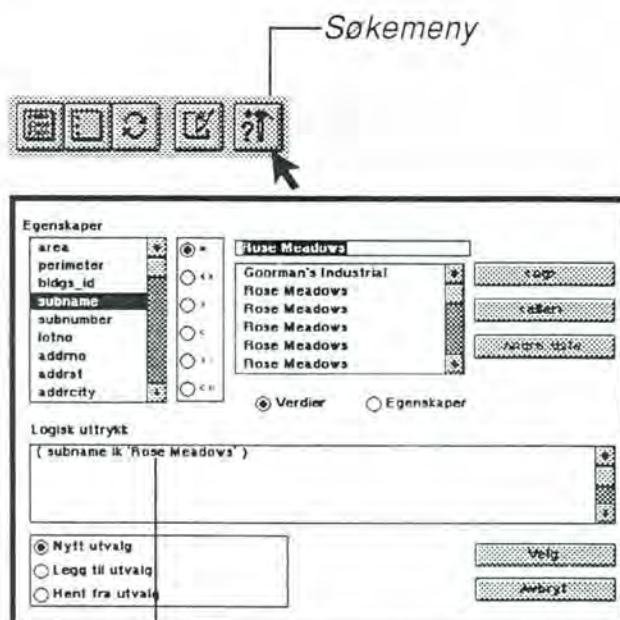 Søkemeny
Egenskaper
area
perimeter
bldgs_id
subname
subnumber
lotno
addrno
addrst
addrcity
=
<>
>
<
Rose Meadows
Goorman's Industrial
Rose Meadows
Rose Meadows
Rose Meadows
Rose Meadows
Rose Meadows
Verdier
Egenskaper
Logisk uttrykk
( subname lk 'Rose Meadows' )
Nytt utvalg
Legg til utvalg
Hent fra utvalg
Velg
Avbryt